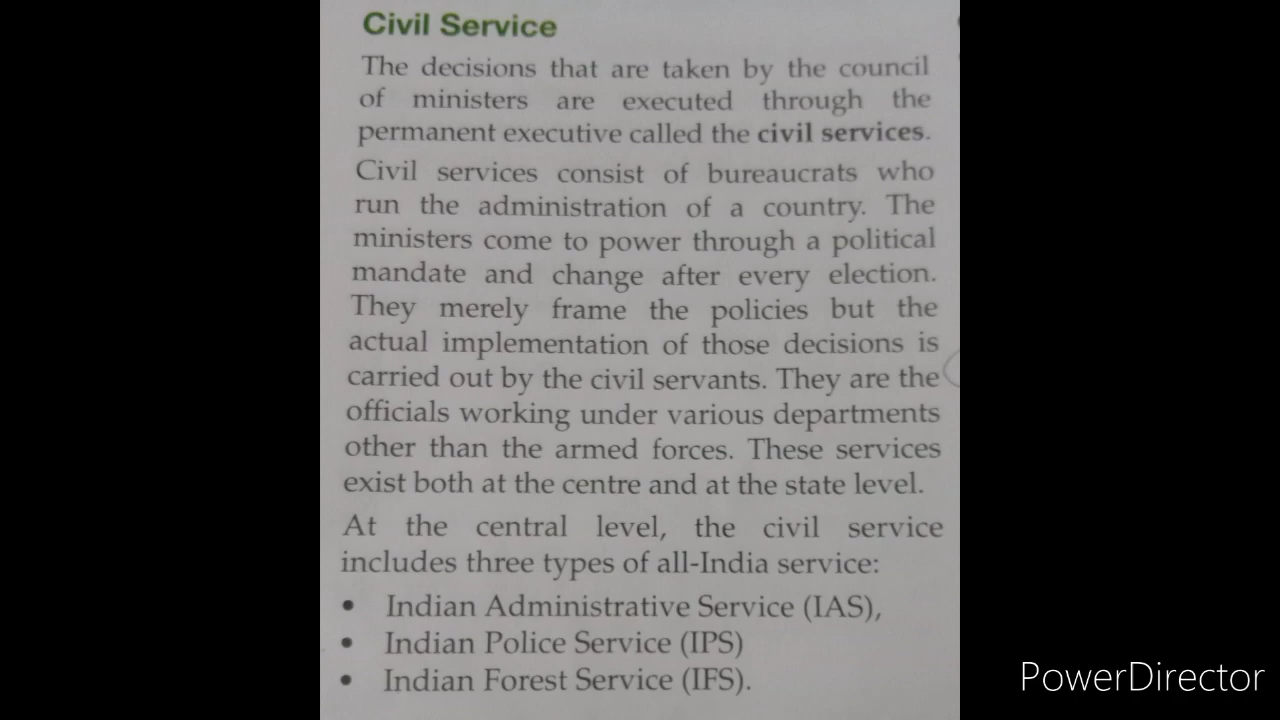 Civil Service
The decisions that are taken by the council
of ministers are executed through the
permanent executive called the civil services.
Civil services consist of bureaucrats who
run the administration of a country. The
ministers come to power through a political
mandate and change after every election.
They merely frame the policies but the
actual implementation of those decisions is
carried out by the civil servants. They are the
officials working under various departments
other than the armed forces. These services
exist both at the centre and at the state level.
At the central level, the civil service
includes three types of all-India service:
• Indian Administrative Service (IAS),
• Indian Police Service (IPS)
• Indian Forest Service (IFS).
PowerDirector